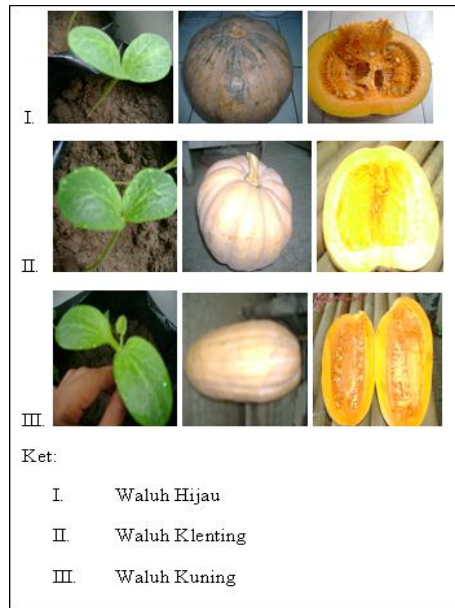 I.
II.
III.
Ket:
I. Waluh Hijau
II. Waluh Klenting
III. Waluh Kuning